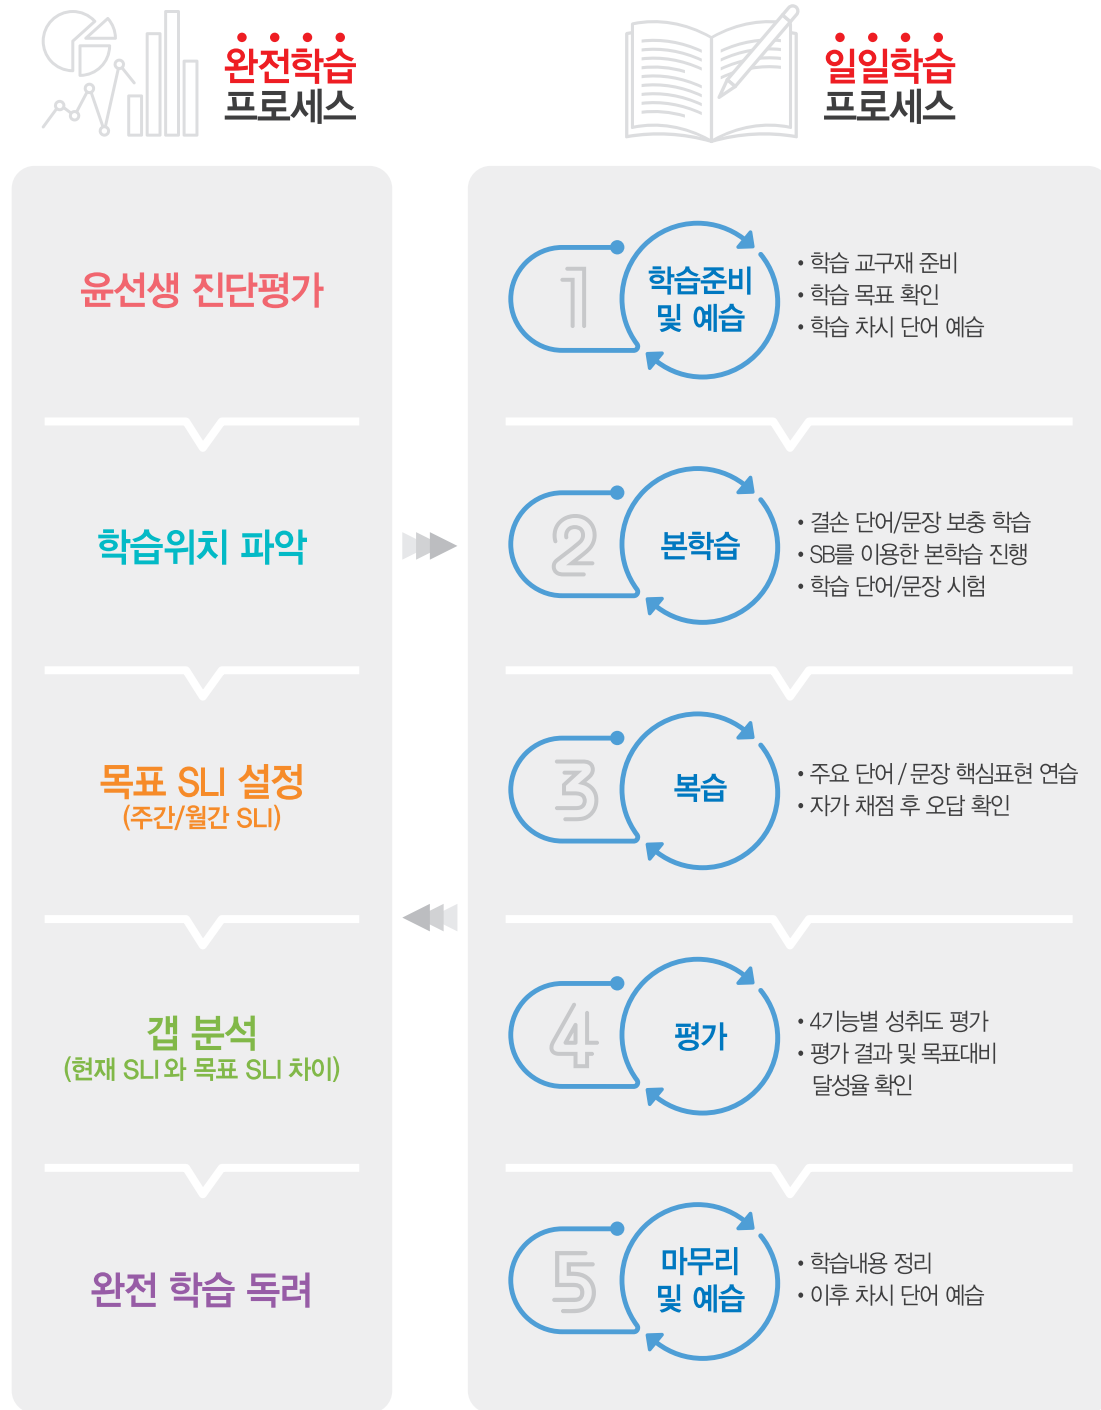 완전학습
프로세스
윤선생 진단평가
학습위치 파악
목표 SLI 설정
(주간/월간 SLI)
갭 분석
(현재 SLI와 목표 SLI 차이)
완전 학습 독려
일일학습
프로세스
1
학습준비
및 예습
• 학습 교구재 준비
• 학습 목표 확인
• 학습 차시 단어 예습
2
본학습
• 결손 단어/문장 보충 학습
• SB를 이용한 본학습 진행
• 학습 단어/문장 시험
3
복습
• 주요 단어 / 문장 핵심표현 연습
• 자가 채점 후 오답 확인
4
평가
• 4기능별 성취도 평가
• 평가 결과 및 목표대비
달성율 확인
5
마무리
및 예습
• 학습내용 정리
• 이후 차시 단어 예습